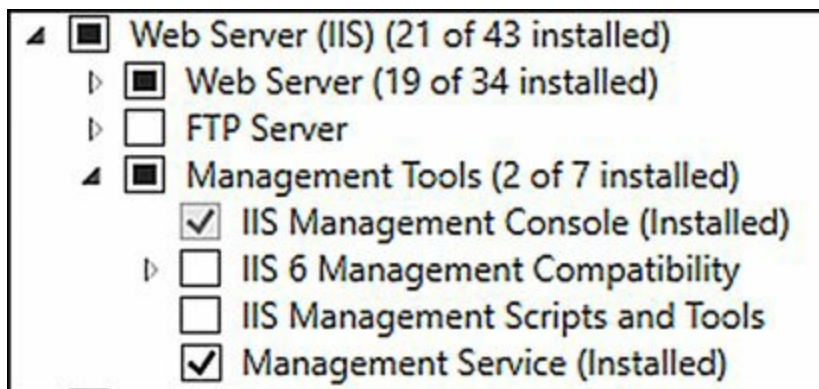 Web Server (IIS) (21 of 43 installed)
Web Server (19 of 34 installed)
FTP Server
Management Tools (2 of 7 installed)
IIS Management Console (Installed)
IIS 6 Management Compatibility
IIS Management Scripts and Tools
Management Service (Installed)